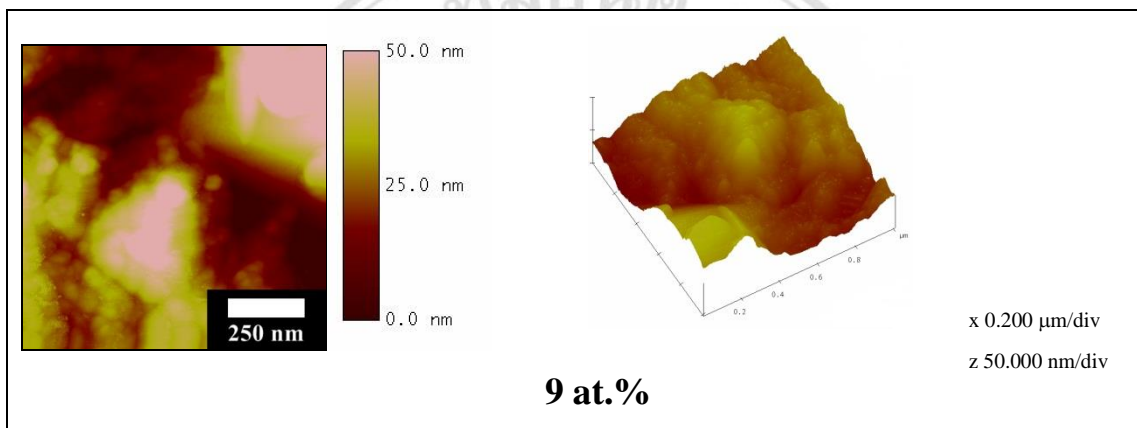 50.0 nm
25.0 nm
0.0 nm
250 nm
0.2
0.4
0.6
0.8
μm
x 0.200 μm/div
z 50.000 nm/div
9 at.%